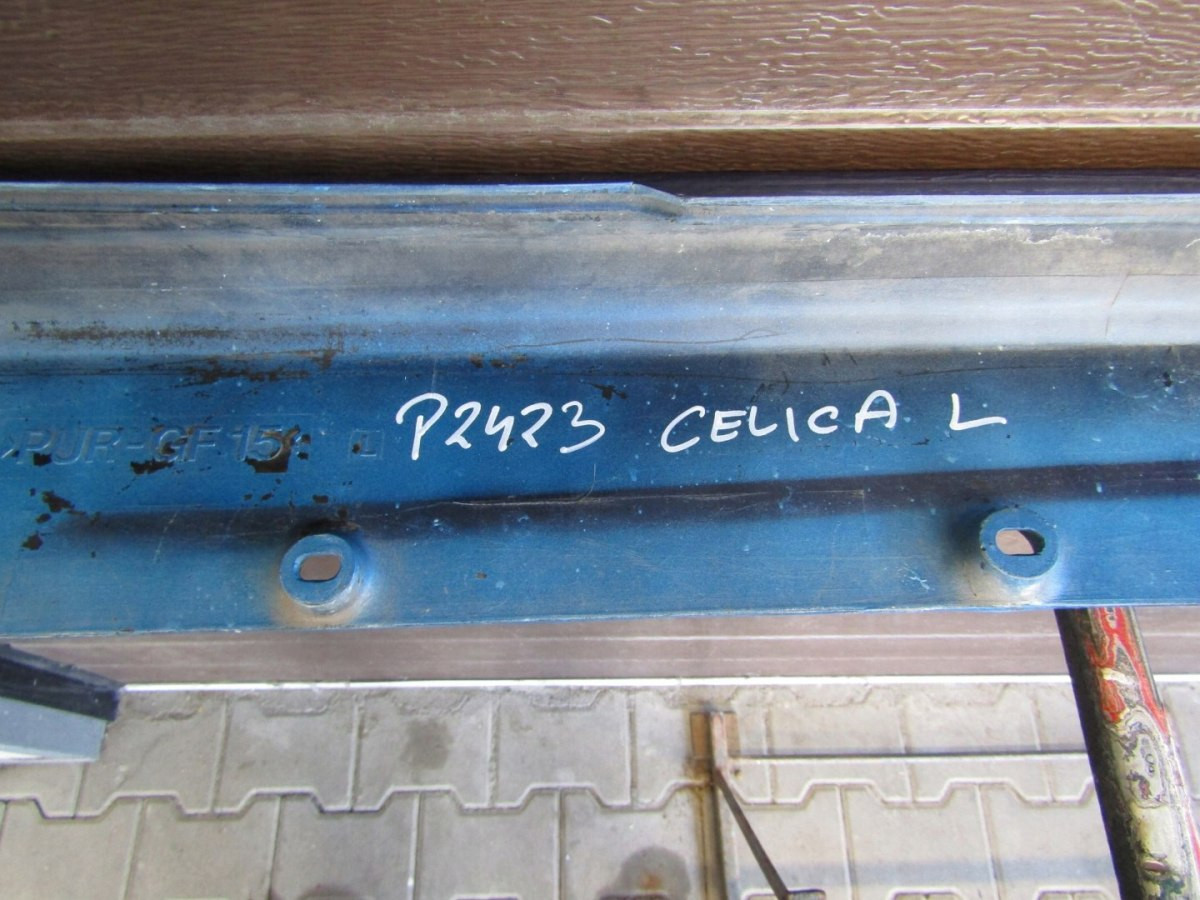 P2423 CELICA L
>PUR-GF15< L